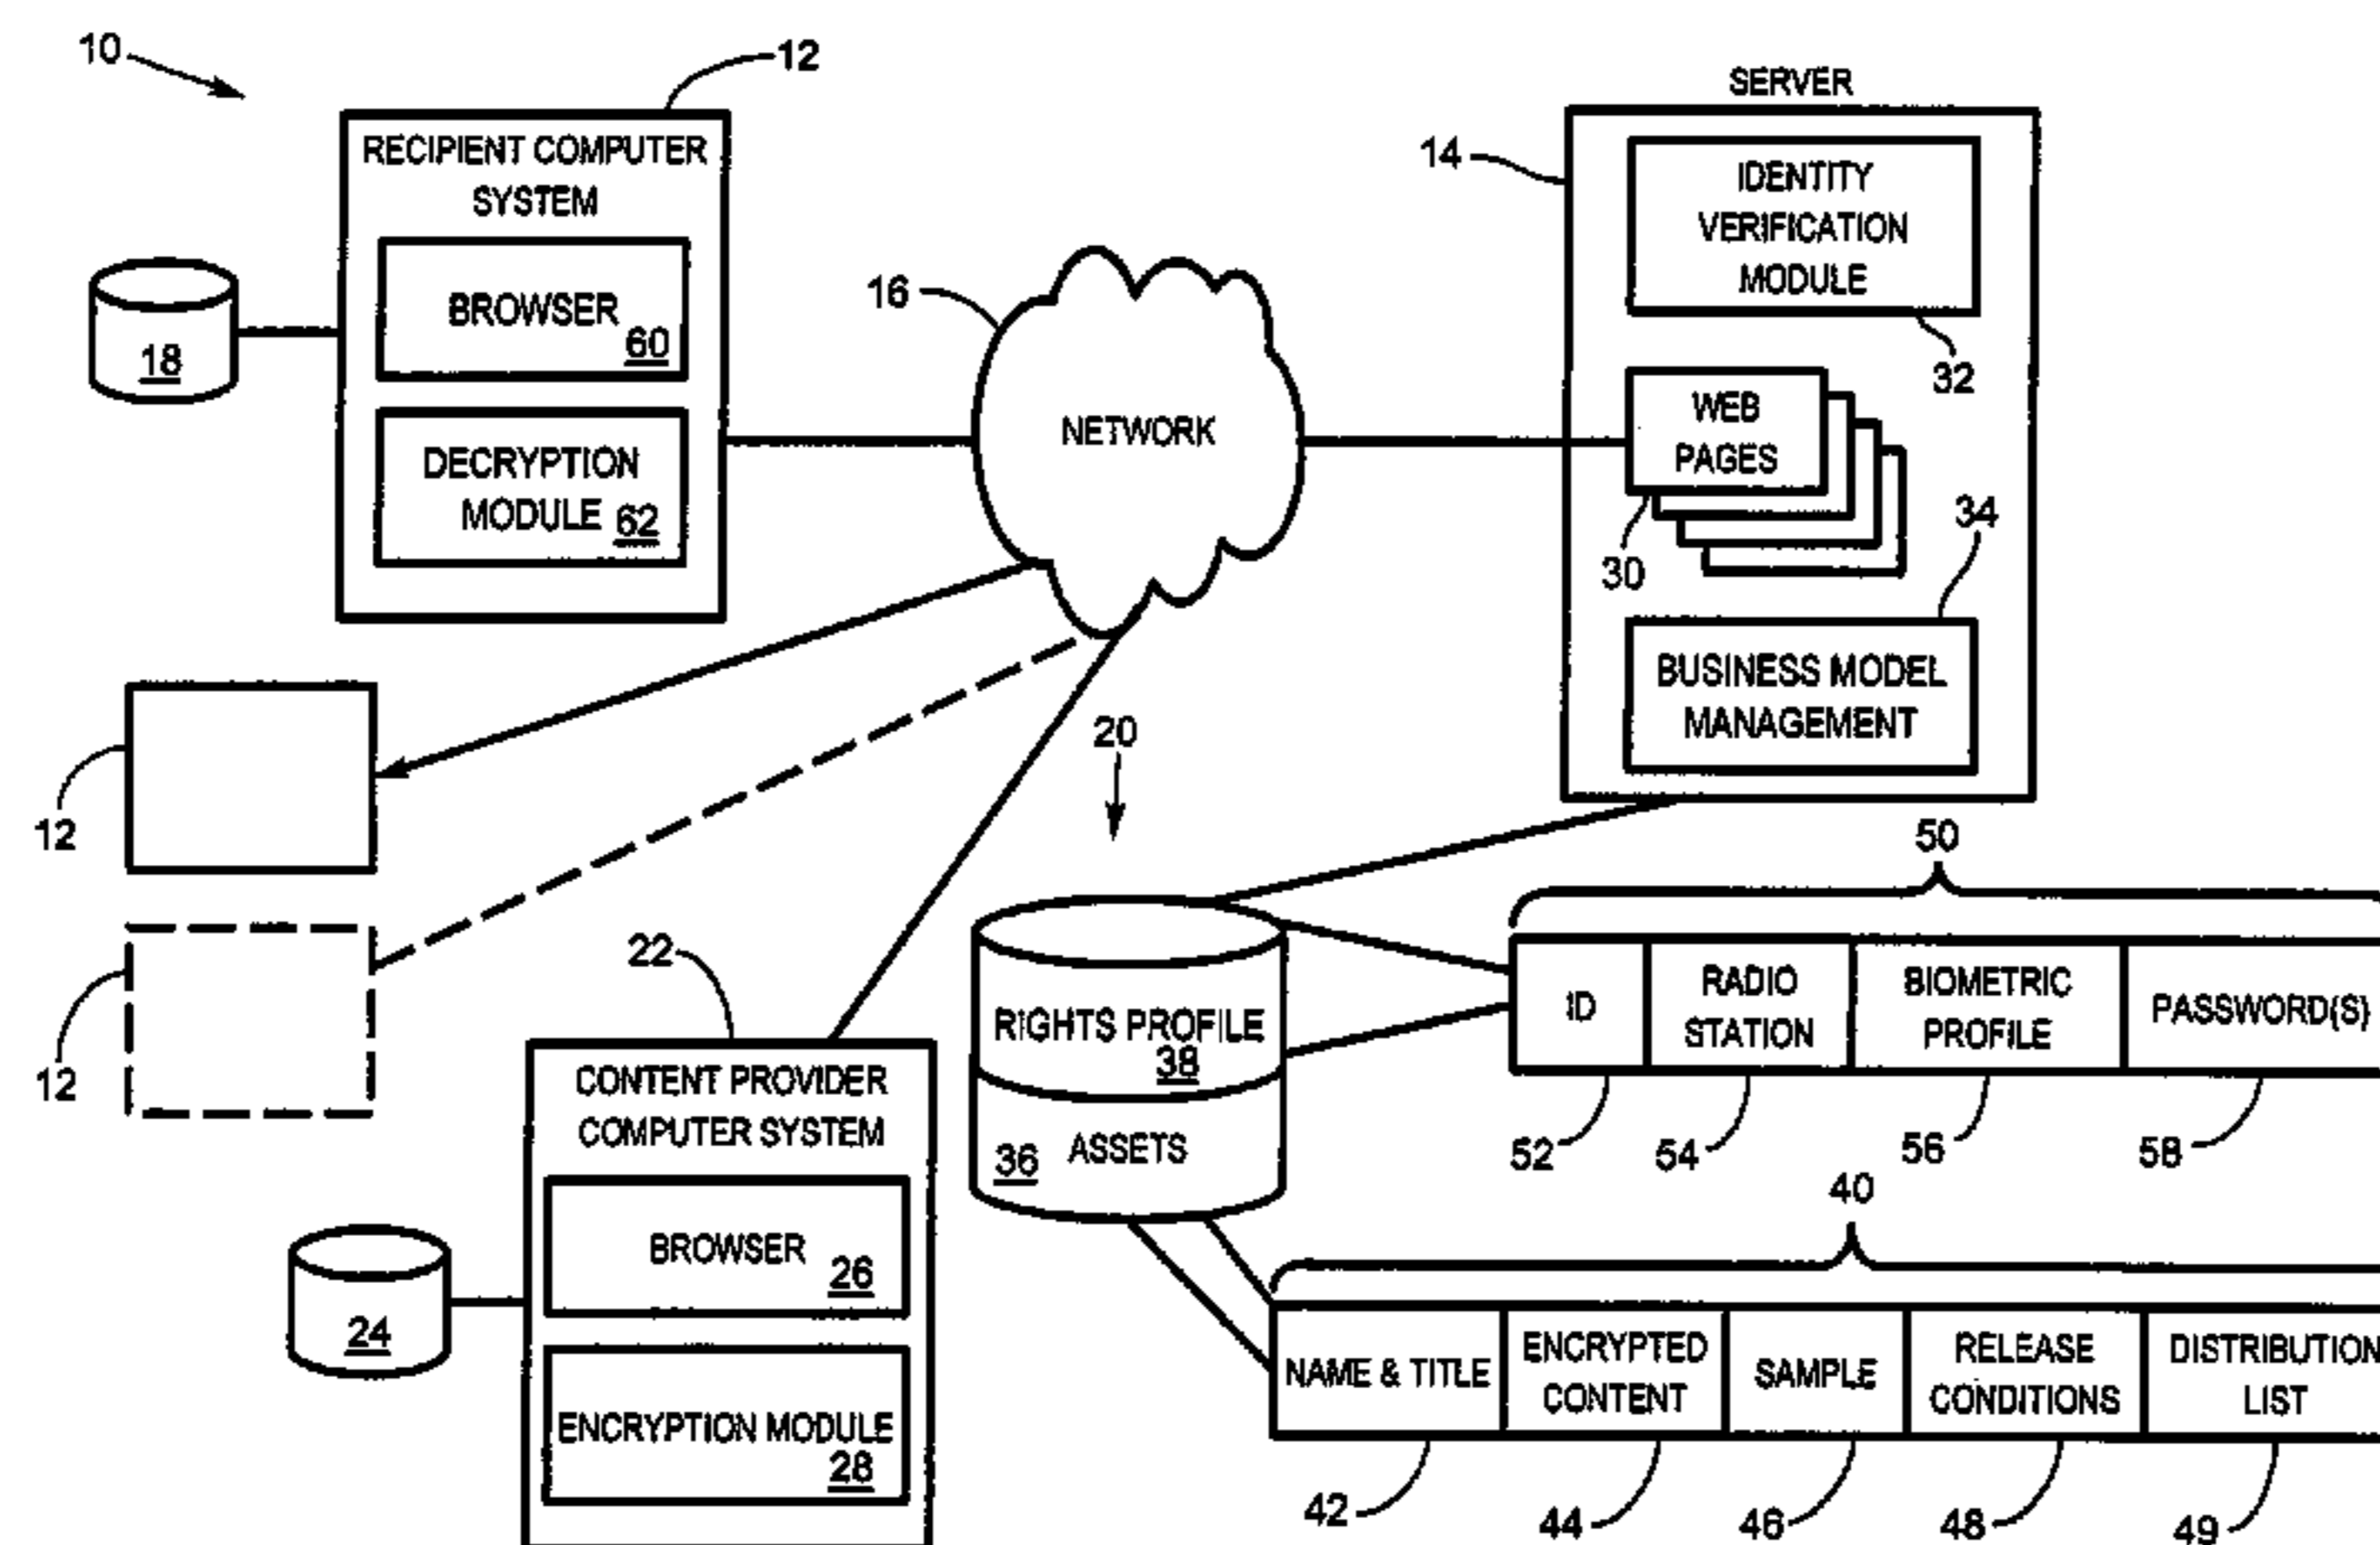 10
12
RECIPIENT COMPUTER
SYSTEM
BROWSER
60
DECRYPTION
MODULE 62
18
16
NETWORK
SERVER
14
IDENTITY
VERIFICATION
MODULE
32
WEB
PAGES
30
34
BUSINESS MODEL
MANAGEMENT
12
12
20
22
CONTENT PROVIDER
COMPUTER SYSTEM
BROWSER
26
ENCRYPTION MODULE
28
24
RIGHTS PROFILE
38
36 ASSETS
50
ID
RADIO
STATION
BIOMETRIC
PROFILE
PASSWORD(S)
52
54
56
58
40
NAME & TITLE
ENCRYPTED
CONTENT
SAMPLE
RELEASE
CONDITIONS
DISTRIBUTION
LIST
42
44
46
48
49